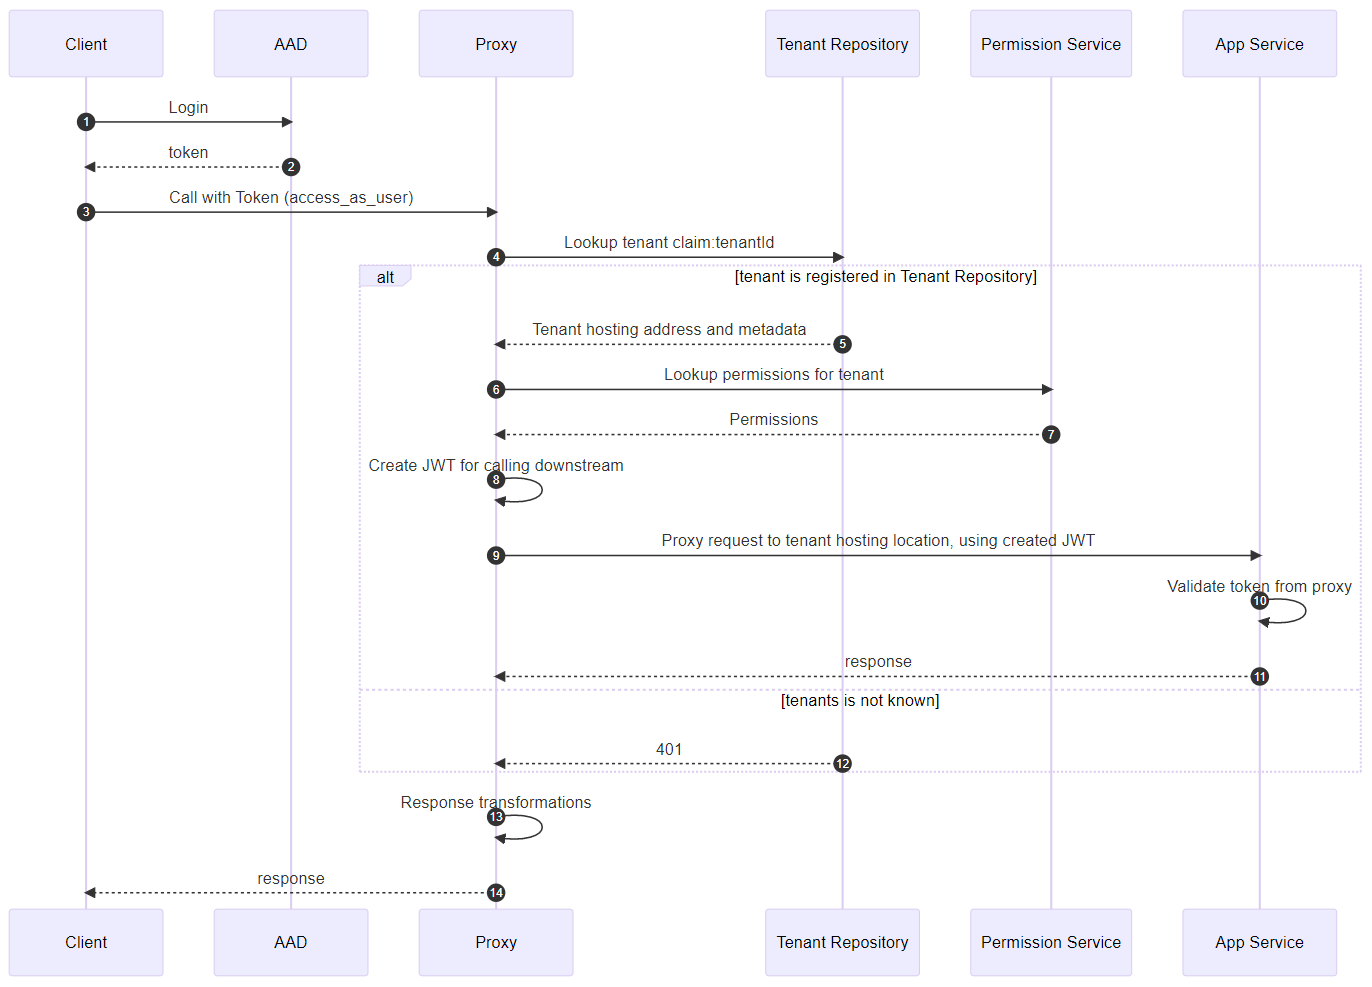 Client
AAD
Proxy
Tenant Repository
Permission Service
App Service
Login
1
token
2
Call with Token (access_as_user)
3
Lookup tenant claim:tenantId
4
alt
[tenant is registered in Tenant Repository]
Tenant hosting address and metadata
5
Lookup permissions for tenant
6
Permissions
7
Create JWT for calling downstream
8
Proxy request to tenant hosting location, using created JWT
9
Validate token from proxy
10
response
11
[tenants is not known]
401
12
Response transformations
13
response
14
Client
AAD
Proxy
Tenant Repository
Permission Service
App Service